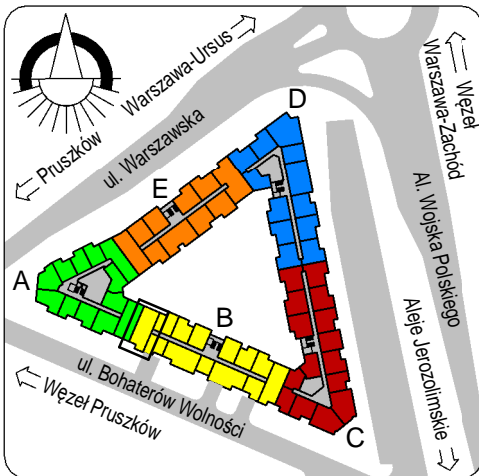 Warszawa-Ursus
Pruszków
ul. Warszawska
Węzeł
Warszawa-Zachód
D
E
A
B
C
Al. Wojska Polskiego
Aleje Jerozolimskie
ul. Bohaterów Wolności
Węzeł Pruszków